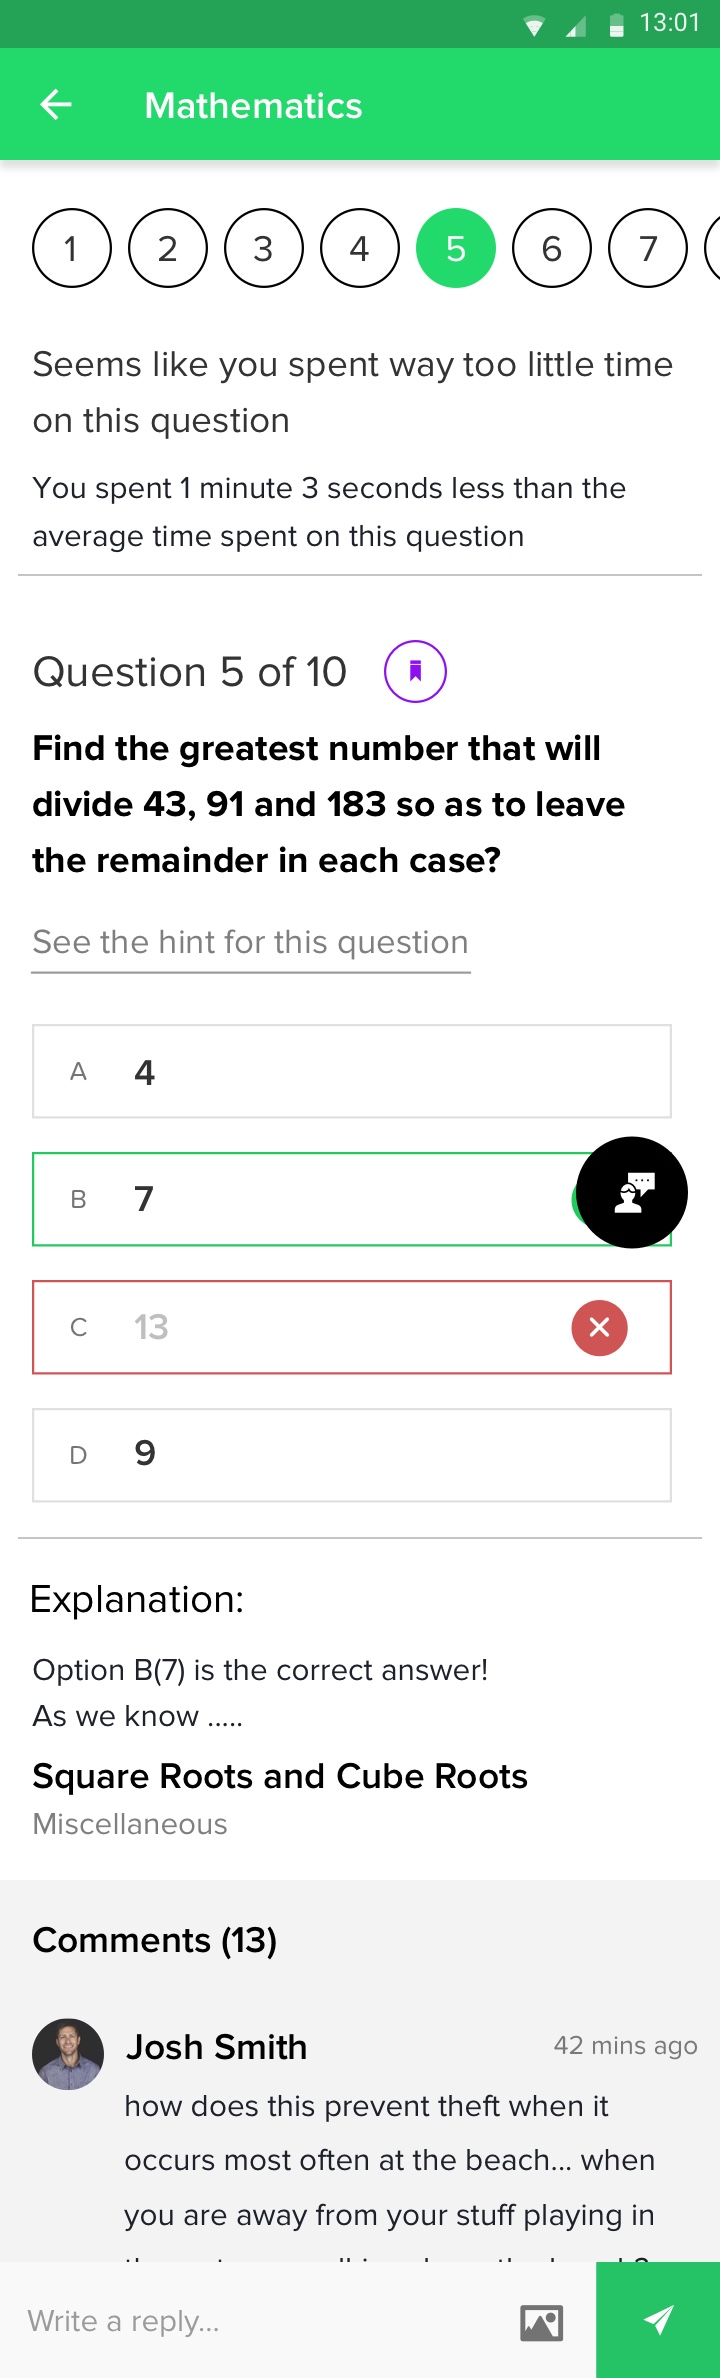 13:01
Mathematics
1 2 3 4 5 6 7
Seems like you spent way too little time
on this question
You spent 1 minute 3 seconds less than the
average time spent on this question
Question 5 of 10
Find the greatest number that will
divide 43, 91 and 183 so as to leave
the remainder in each case?
See the hint for this question
A 4
B 7
C 13
D 9
Explanation:
Option B(7) is the correct answer!
As we know .....
Square Roots and Cube Roots
Miscellaneous
Comments (13)
Josh Smith 42 mins ago
how does this prevent theft when it
occurs most often at the beach... when
you are away from your stuff playing in
Write a reply...